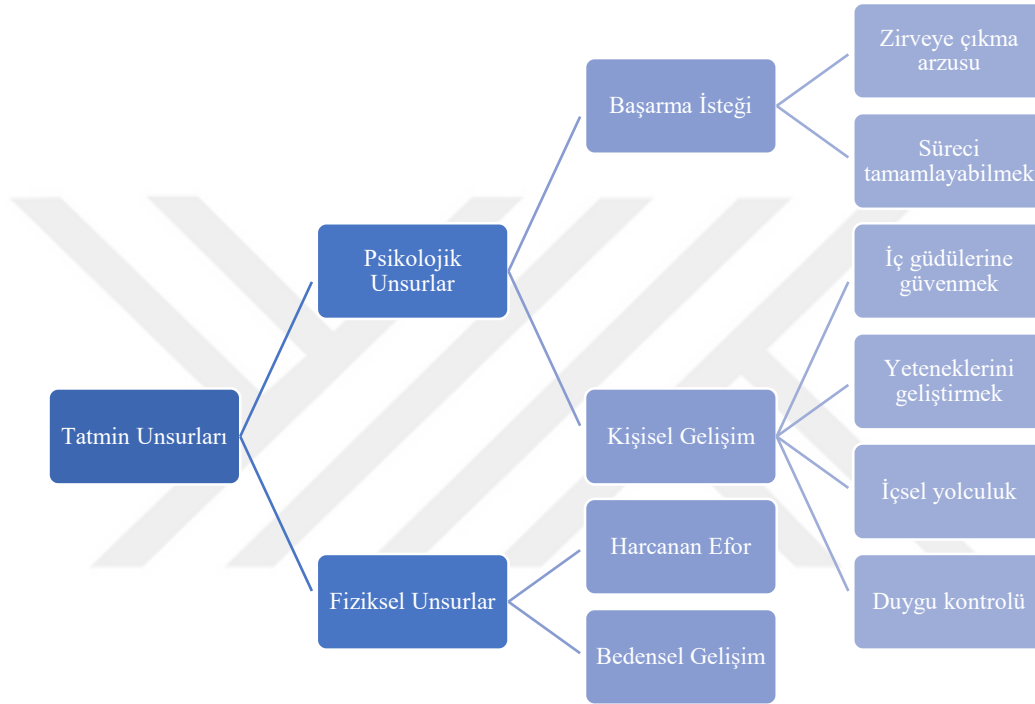 Tatmin Unsurları
Psikolojik
Unsurlar
Başarma İsteği
Zirveye çıkma
arzusu
Süreci
tamamlayabilmek
Kişisel Gelişim
İç güdülerine
güvenmek
Yeteneklerini
geliştirmek
İçsel yolculuk
Duygu kontrolü
Fiziksel Unsurlar
Harcanan Efor
Bedensel Gelişim